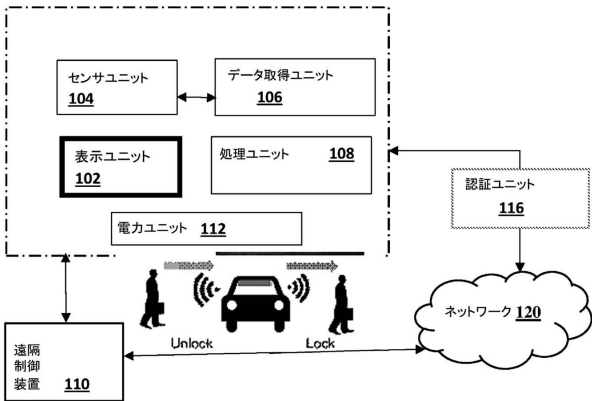 センサユニット
104
データ取得ユニット
106
表示ユニット
102
処理ユニット 108
認証ユニット
116
電力ユニット 112
Unlock
Lock
ネットワーク 120
遠隔
制御
装置 110